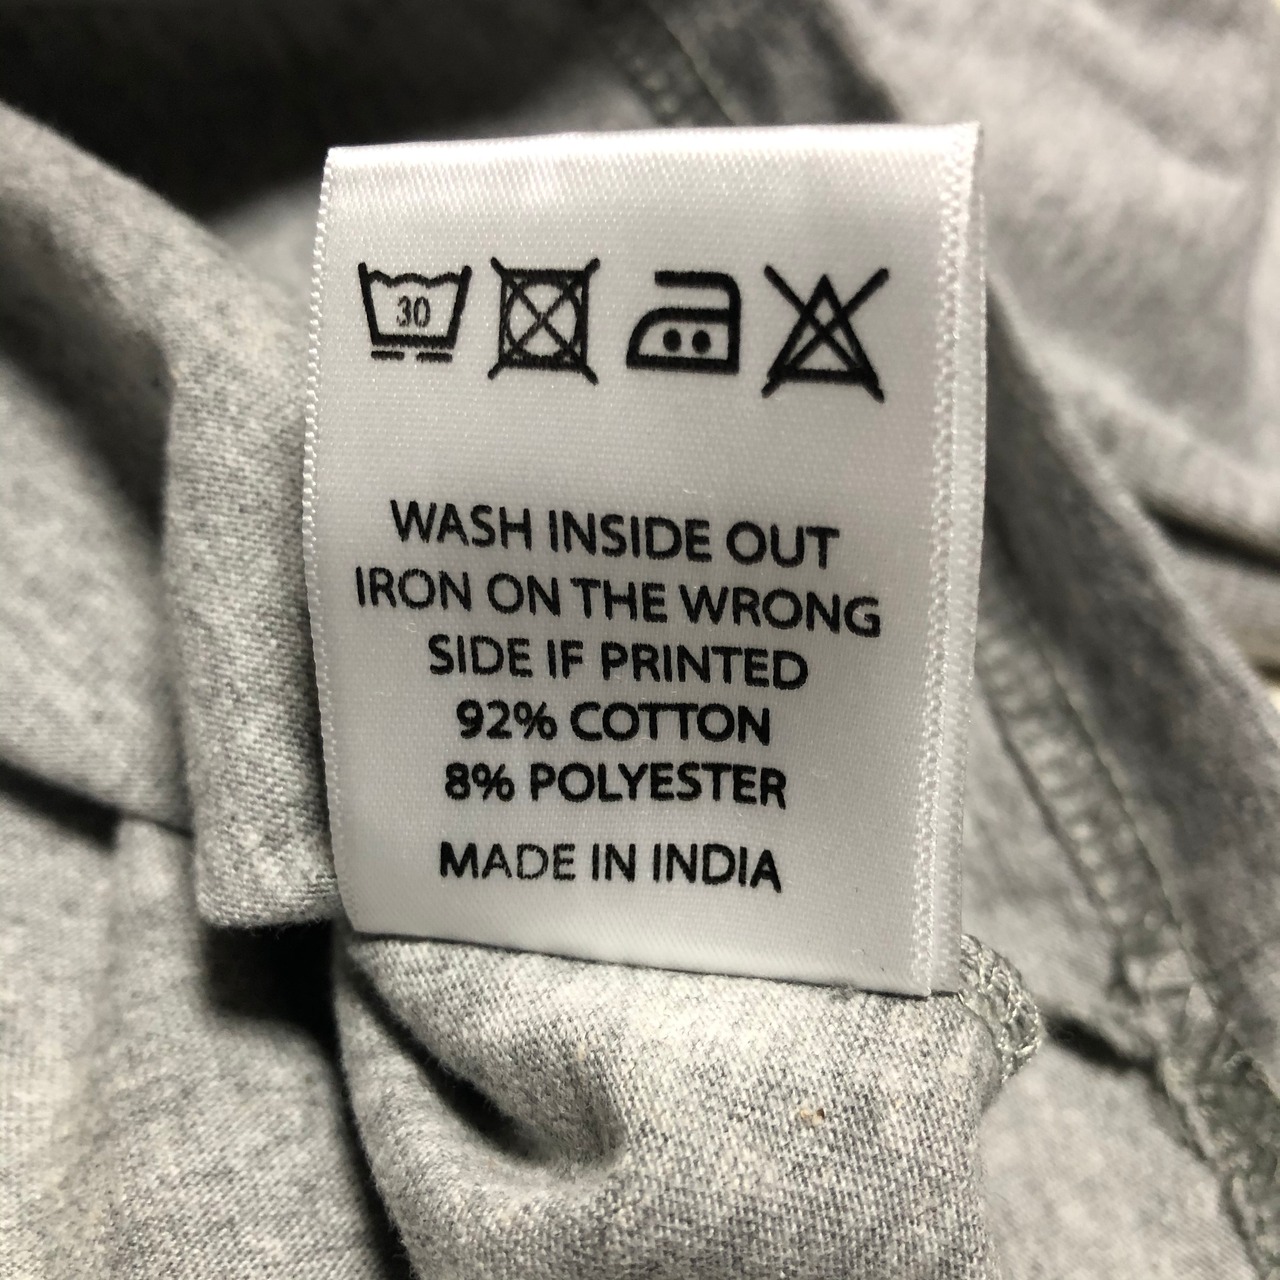 30
WASH INSIDE OUT
IRON ON THE WRONG
SIDE IF PRINTED
92% COTTON
8% POLYESTER
MADE IN INDIA